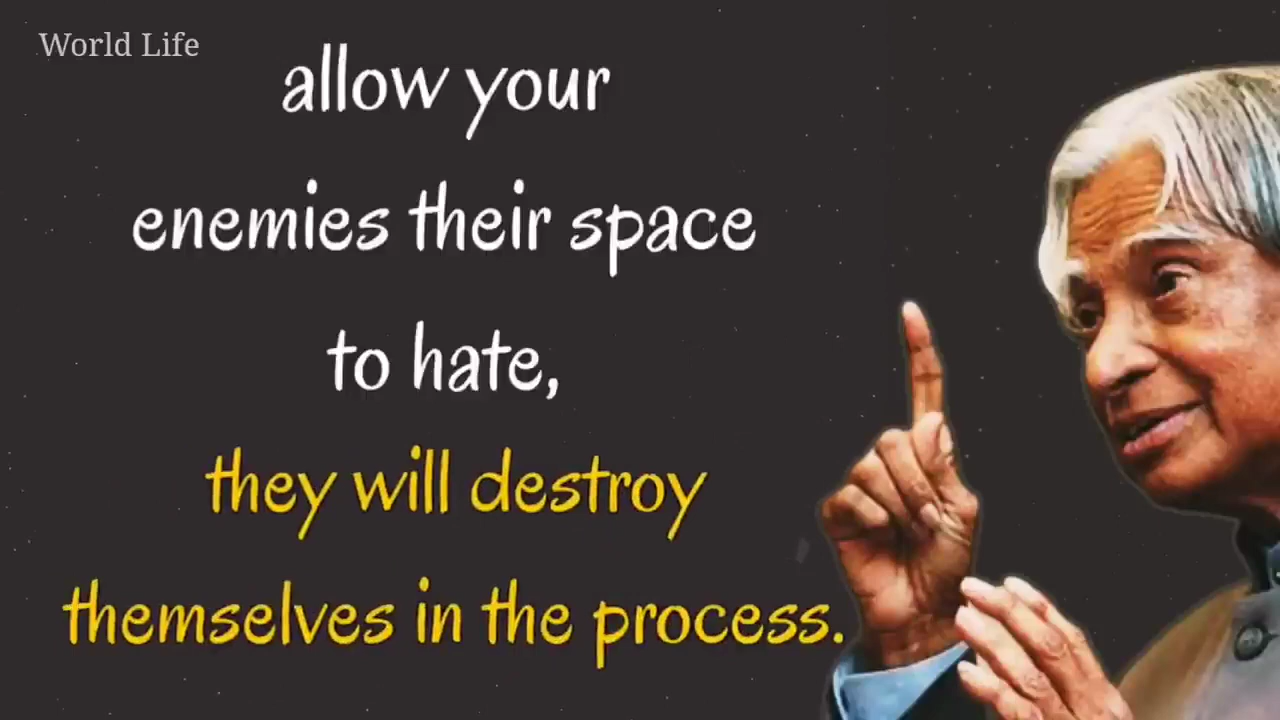 World Life
allow your
enemies their space
to hate,
they will destroy
themselves in the process.